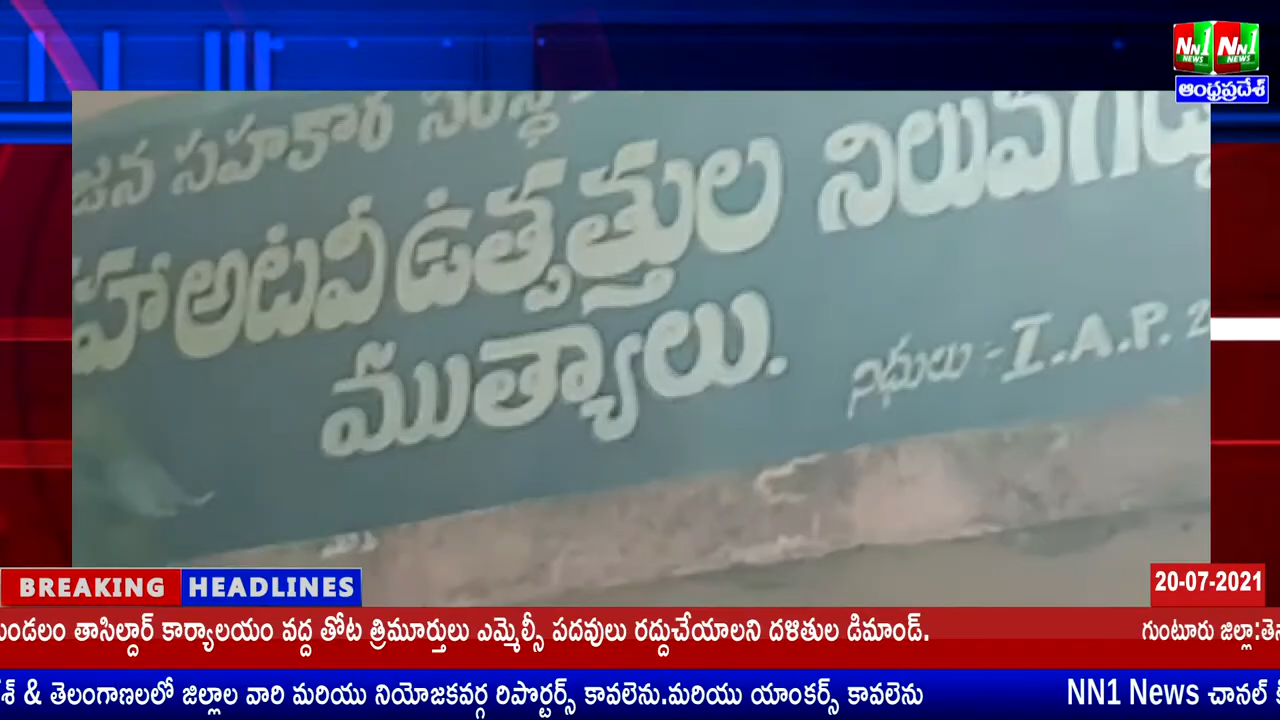 NN1 NEWS NN1 NEWS
ఆంధ్రప్రదేశ్
జన సహకార సంస్థ
అటవీ ఉత్పత్తుల
ముత్యాలు.
నిధులు :- I.A.P.
BREAKING HEADLINES
20-07-2021
తాసిల్దార్ కార్యాలయం వద్ద తోట త్రిమూర్తులు ఎమ్మెల్సీ పదవులు రద్దుచేయాలని దళితుల డిమాండ్. గుంటూరు జిల్లా:
& తెలంగాణలలో జిల్లాల వారి మరియు నియోజకవర్గ రిపొర్టర్స్ కావలెను.మరియు యాంకర్స్ కావలెను NN1 News చానల్